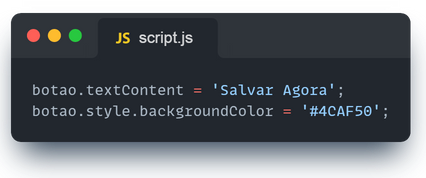 JS script.js
botao.textContent = 'Salvar Agora';
botao.style.backgroundColor = '#4CAF50';